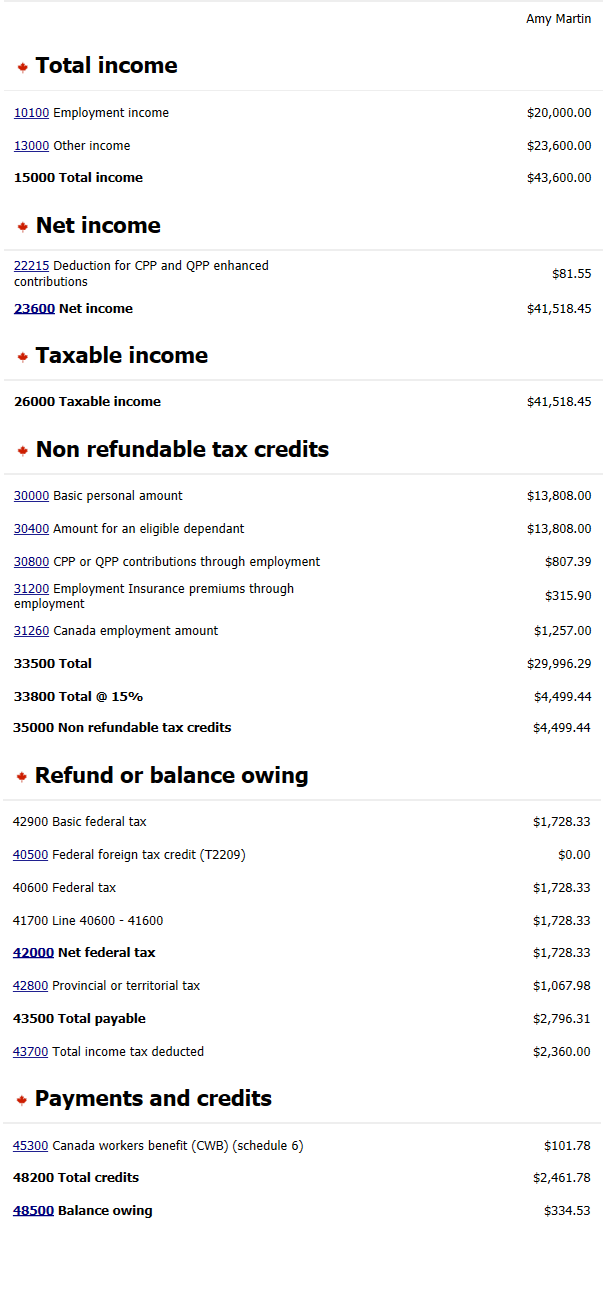 Amy Martin
Total income
10100 Employment income $20,000.00
13000 Other income $23,600.00
15000 Total income $43,600.00
Net income
22215 Deduction for CPP and QPP enhanced
contributions $81.55
23600 Net income $41,518.45
Taxable income
26000 Taxable income $41,518.45
Non refundable tax credits
30000 Basic personal amount $13,808.00
30400 Amount for an eligible dependant $13,808.00
30800 CPP or QPP contributions through employment $807.39
31200 Employment Insurance premiums through
employment $315.90
31260 Canada employment amount $1,257.00
33500 Total $29,996.29
33800 Total @ 15% $4,499.44
35000 Non refundable tax credits $4,499.44
Refund or balance owing
42900 Basic federal tax $1,728.33
40500 Federal foreign tax credit (T2209) $0.00
40600 Federal tax $1,728.33
41700 Line 40600 - 41600 $1,728.33
42000 Net federal tax $1,728.33
42800 Provincial or territorial tax $1,067.98
43500 Total payable $2,796.31
43700 Total income tax deducted $2,360.00
Payments and credits
45300 Canada workers benefit (CWB) (schedule 6) $101.78
48200 Total credits $2,461.78
48500 Balance owing $334.53